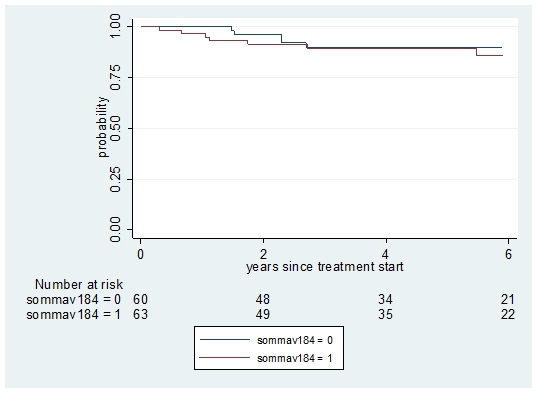 1.00
0.75
0.50
0.25
0.00
probability
0 2 4 6
years since treatment start
Number at risk
sommav184 = 0 60 48 34 21
sommav184 = 1 63 49 35 22
sommav184 = 0
sommav184 = 1